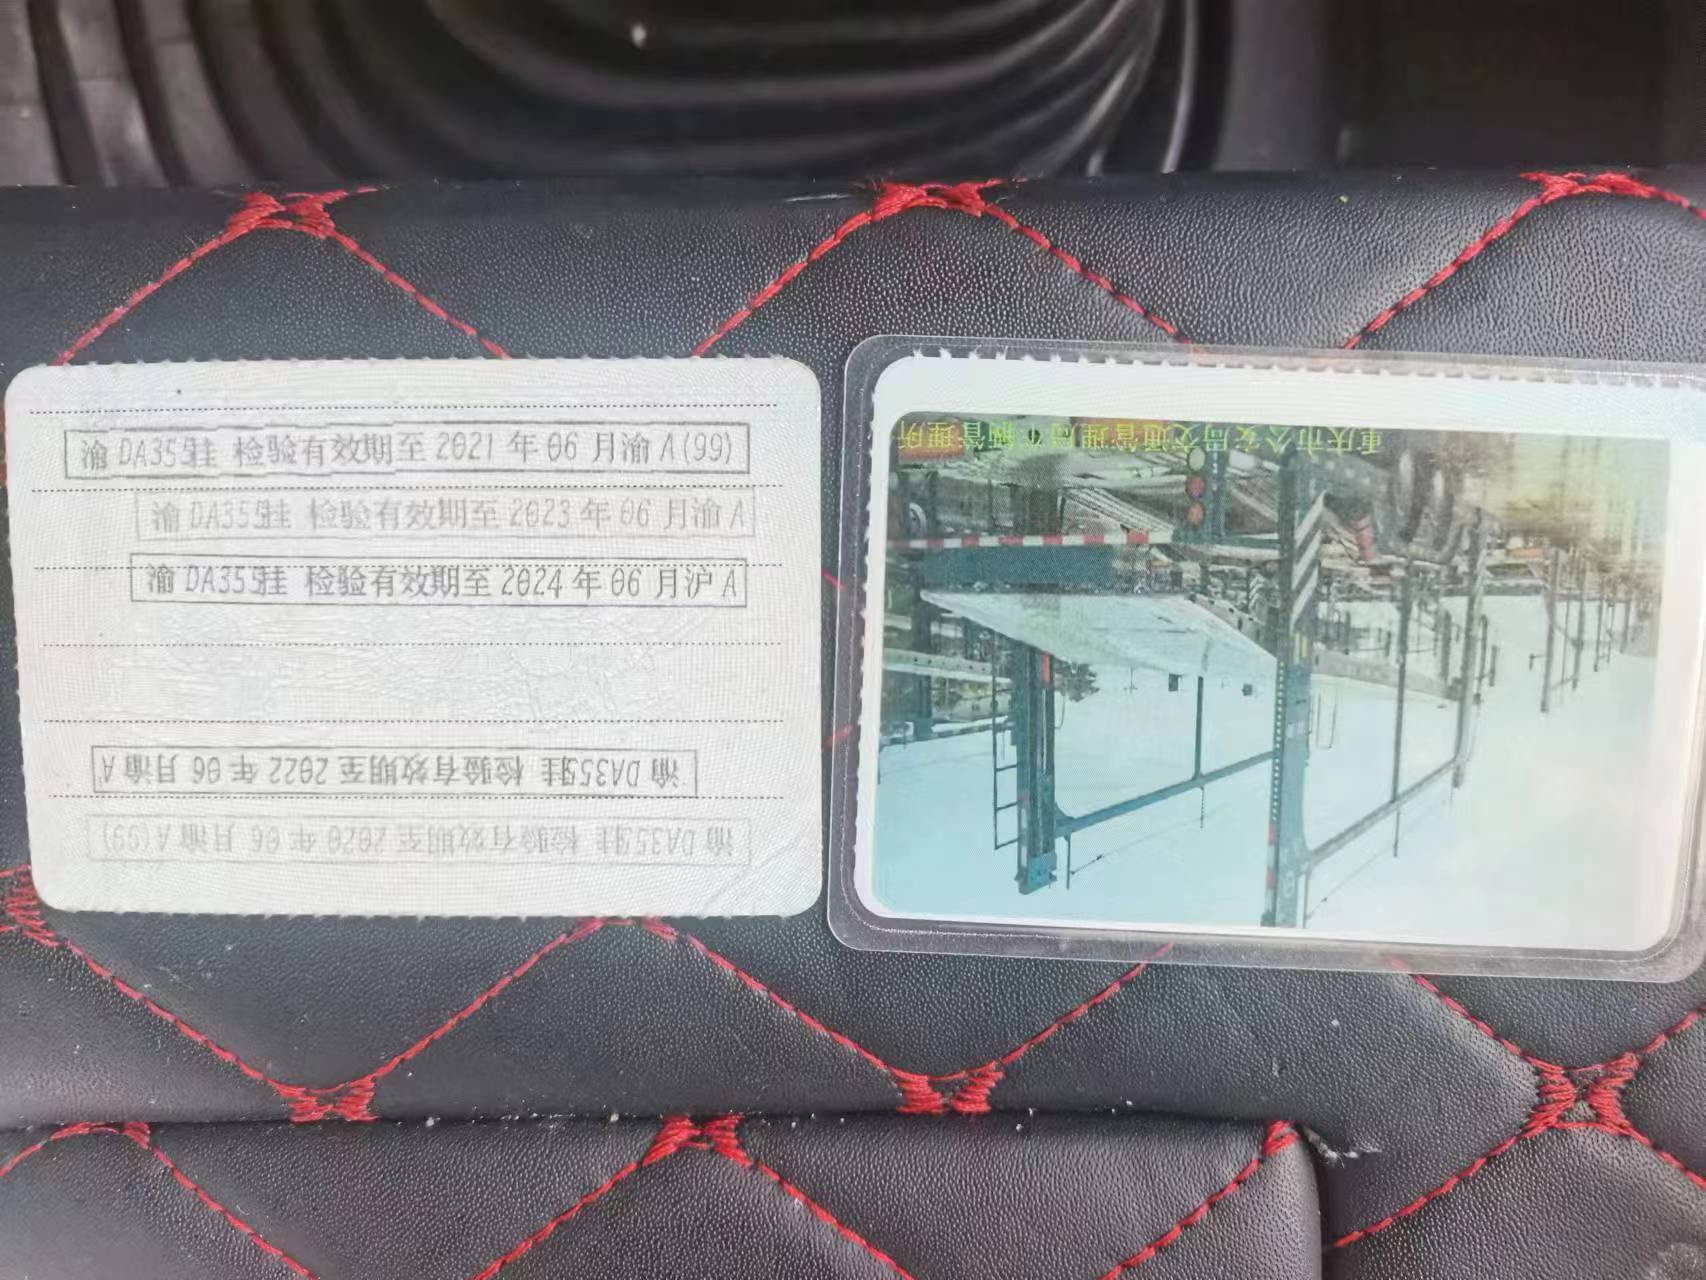 渝DA355挂 检验有效期至2021年06月渝A(99)
渝DA355挂 检验有效期至2023年06月渝A
渝DA355挂 检验有效期至2024年06月沪A
渝DA355挂 检验有效期至2022年06月渝A
渝DA355挂 检验有效期至2020年06月渝A(99)
重庆市公安局交通管理局车辆管理所